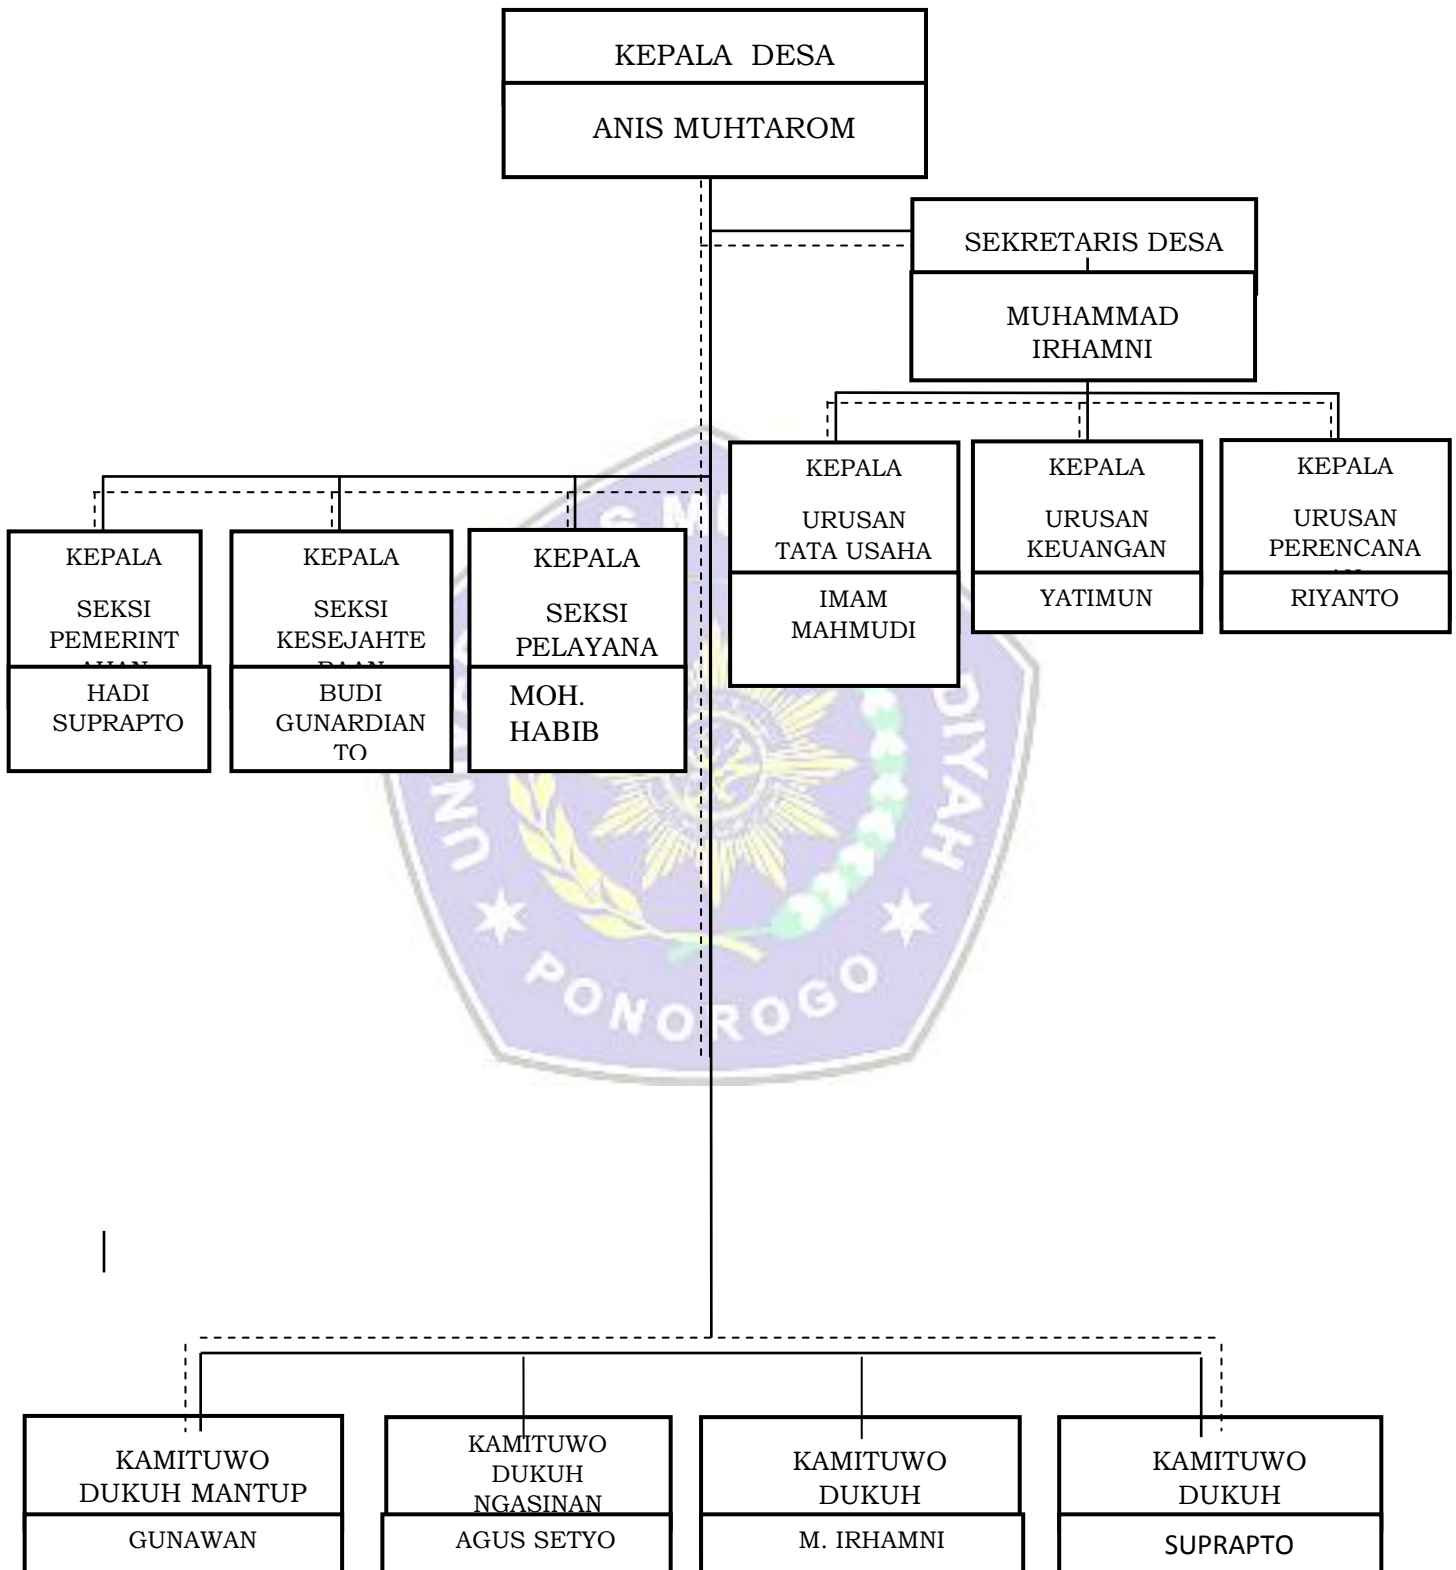 KEPALA DESA
ANIS MUHTAROM
SEKRETARIS DESA
MUHAMMAD
IRHAMNI
KEPALA
URUSAN
TATA USAHA
IMAM
MAHMUDI
KEPALA
URUSAN
KEUANGAN
YATIMUN
KEPALA
URUSAN
PERENCANA
RIYANTO
KEPALA
SEKSI
PEMERINT
HADI
SUPRAPTO
KEPALA
SEKSI
KESEJAHTE
BUDI
GUNARDIAN
TO
KEPALA
SEKSI
PELAYANA
MOH.
HABIB
DIYAH
PONOROGO
KAMITUWO
DUKUH MANTUP
GUNAWAN
KAMITUWO
DUKUH
NGASINAN
AGUS SETYO
KAMITUWO
DUKUH
M. IRHAMNI
KAMITUWO
DUKUH
SUPRAPTO